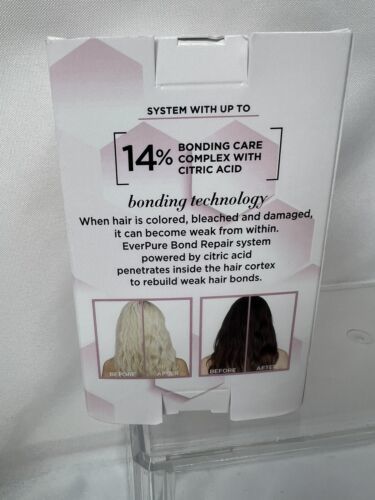 SYSTEM WITH UP TO
14% BONDING CARE
COMPLEX WITH
CITRIC ACID
bonding technology
When hair is colored, bleached and damaged,
it can become weak from within.
EverPure Bond Repair system
powered by citric acid
penetrates inside the hair cortex
to rebuild weak hair bonds.
BEFORE AFTER
BEFORE AFTER